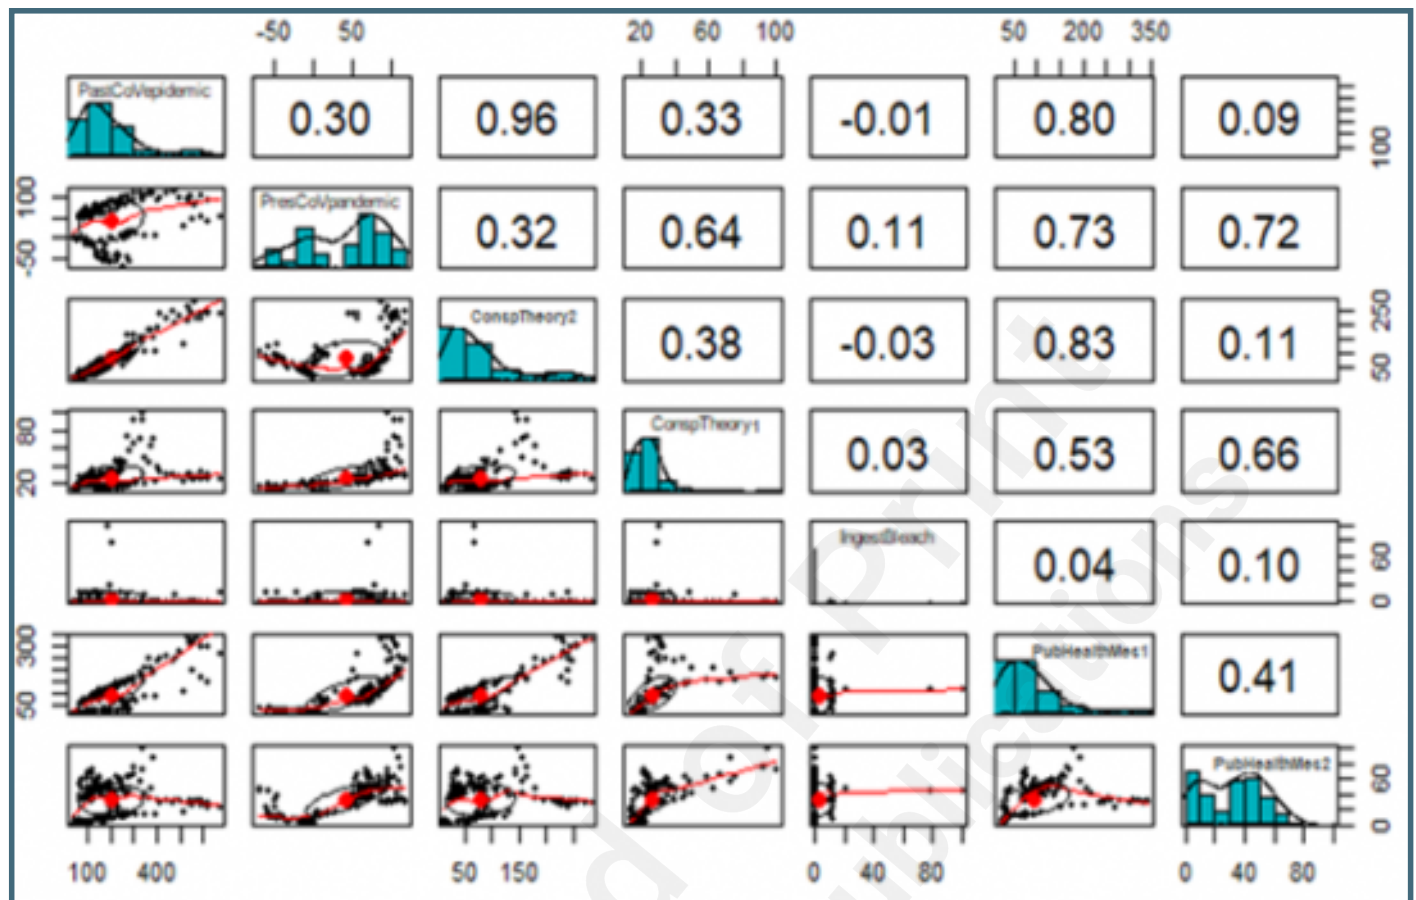 -50 50 20 60 100 50 200 350
PastCoVepidemic 0.30 0.96 0.33 -0.01 0.80 0.09 100
-50 100 PresCoVpandemic 0.32 0.64 0.11 0.73 0.72
ConspTheory2 0.38 -0.03 0.83 0.11 50 250
20 80 ConspTheory1 0.03 0.53 0.66
IngestBleach 0.04 0.10 0 60
50 300 PubHealthMes1 0.41
PubHealthMes2 0 60
100 400 50 150 0 40 80 0 40 80
of Print
ublications